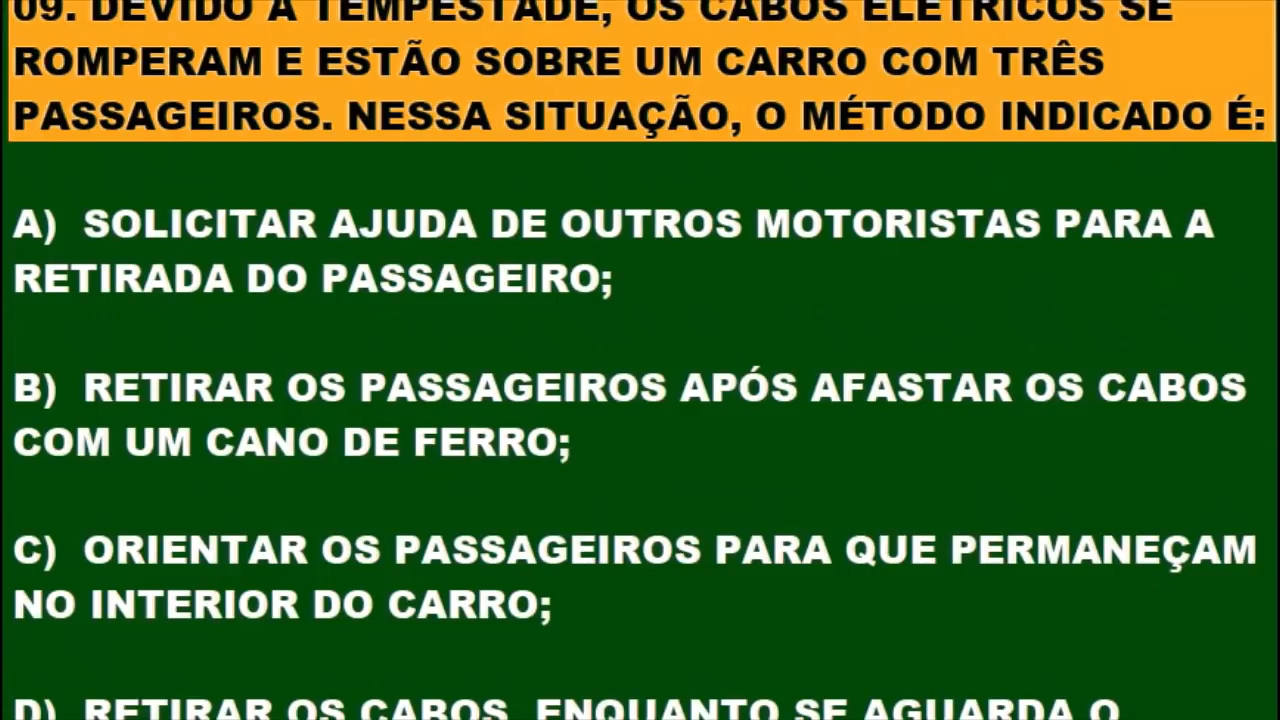 09. DEVIDO A TEMPESTADE, OS CABOS ELÉTRICOS SE
ROMPERAM E ESTÃO SOBRE UM CARRO COM TRÊS
PASSAGEIROS. NESSA SITUAÇÃO, O MÉTODO INDICADO É:
A) SOLICITAR AJUDA DE OUTROS MOTORISTAS PARA A
RETIRADA DO PASSAGEIRO;
B) RETIRAR OS PASSAGEIROS APÓS AFASTAR OS CABOS
COM UM CANO DE FERRO;
C) ORIENTAR OS PASSAGEIROS PARA QUE PERMANEÇAM
NO INTERIOR DO CARRO;
D) RETIRAR OS CABOS, ENQUANTO SE AGUARDA O